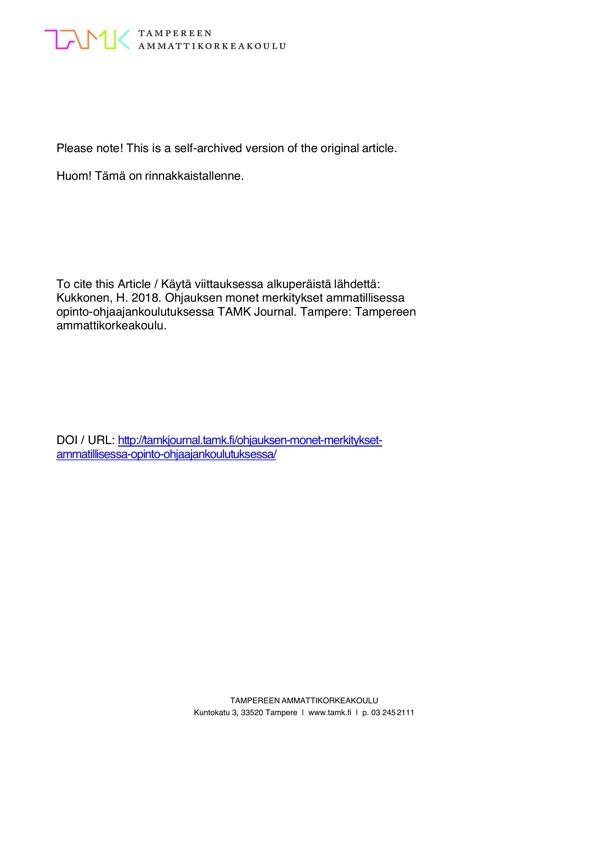 TAMK TAMPEREEN
AMMATTIKORKEAKOULU
Please note! This is a self-archived version of the original article.
Huom! Tämä on rinnakkaistallenne.
To cite this Article / Käytä viittauksessa alkuperäistä lähdettä:
Kukkonen, H. 2018. Ohjauksen monet merkitykset ammatillisessa
opinto-ohjaajankoulutuksessa TAMK Journal. Tampere: Tampereen
ammattikorkeakoulu.
DOI / URL: http://tamkjournal.tamk.fi/ohjauksen-monet-merkitykset-
ammatillisessa-opinto-ohjaajankoulutuksessa/
TAMPEREEN AMMATTIKORKEAKOULU
Kuntokatu 3, 33520 Tampere | www.tamk.fi | p. 03 245 2111